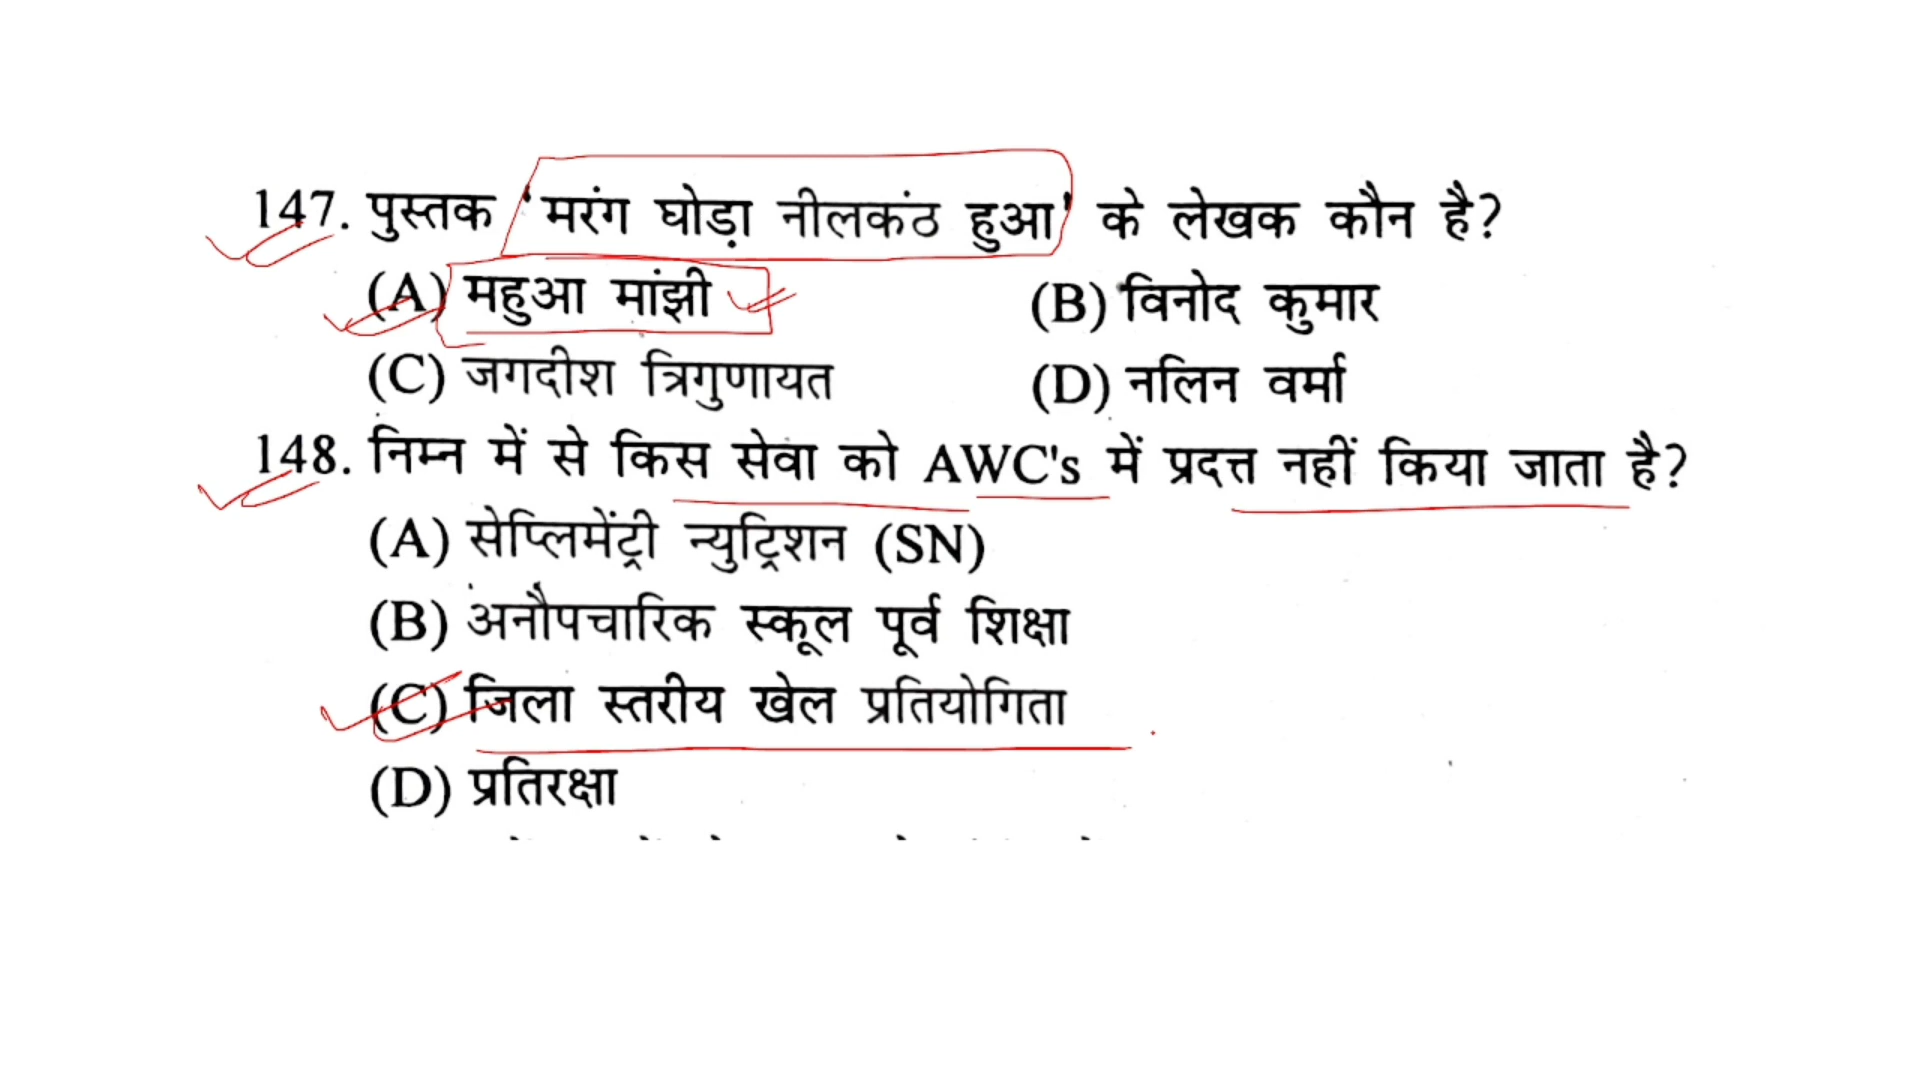 147. पुस्तक 'मरंग घोड़ा नीलकंठ हुआ' के लेखक कौन है?
(A) महुआ मांझी (B) विनोद कुमार
(C) जगदीश त्रिगुणायत (D) नलिन वर्मा
148. निम्न में से किस सेवा को AWC's में प्रदत्त नहीं किया जाता है?
(A) सेप्लिमेंट्री न्युट्रिशन (SN)
(B) अनौपचारिक स्कूल पूर्व शिक्षा
(C) जिला स्तरीय खेल प्रतियोगिता
(D) प्रतिरक्षा